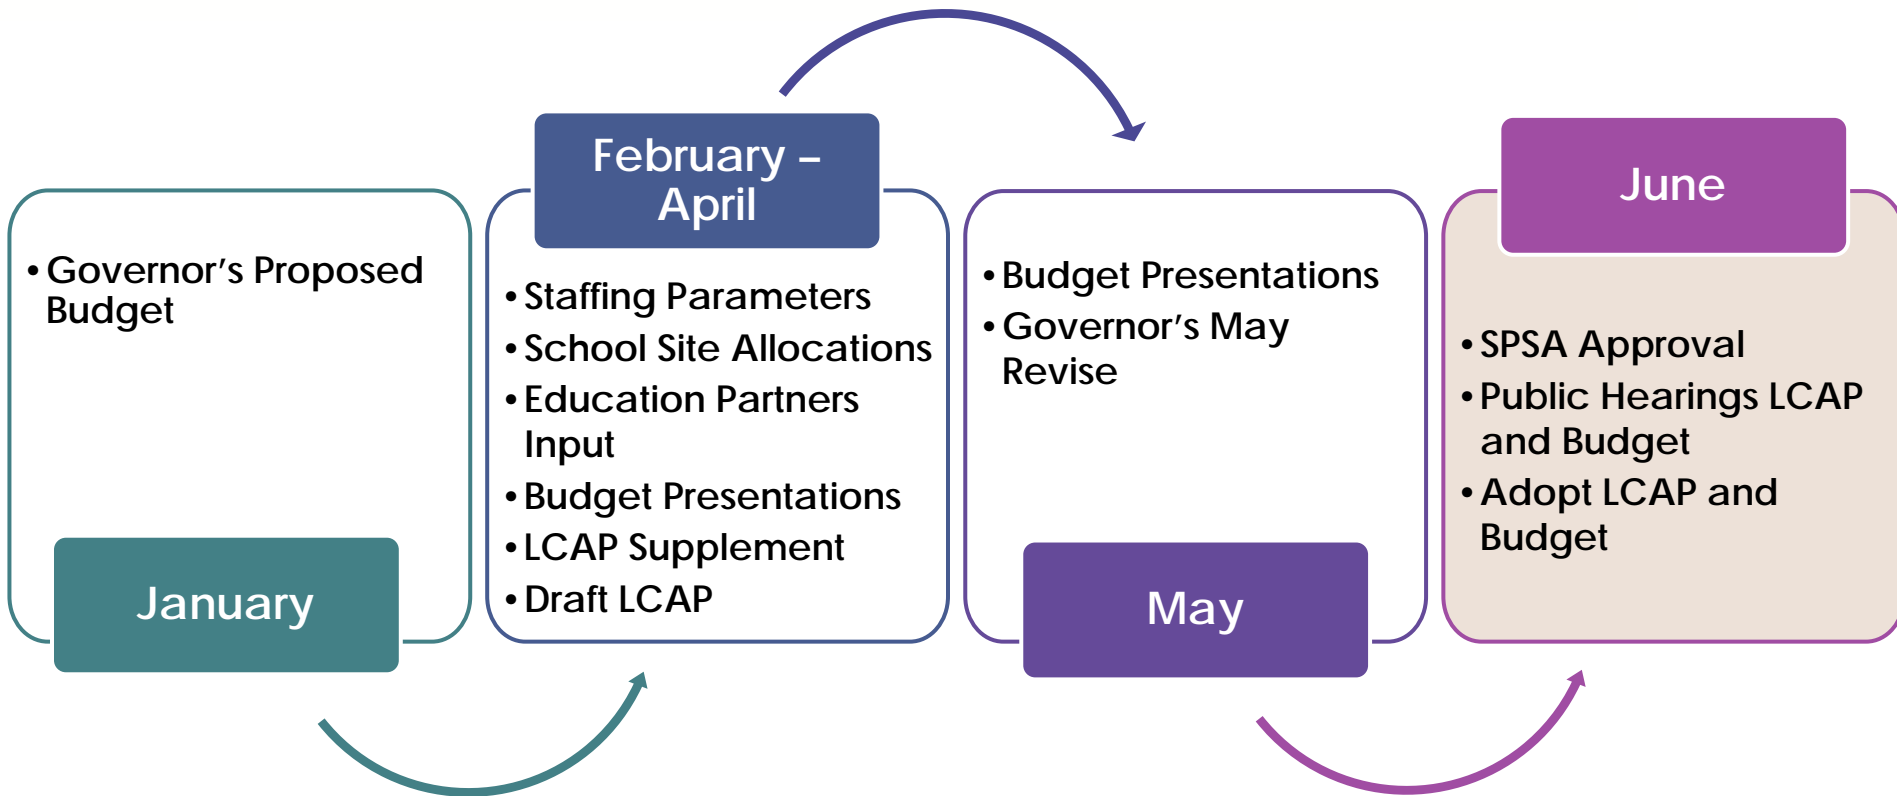 • Governor's Proposed
Budget
January
February –
April
• Staffing Parameters
• School Site Allocations
• Education Partners
Input
• Budget Presentations
• LCAP Supplement
• Draft LCAP
• Budget Presentations
• Governor's May
Revise
May
June
• SPSA Approval
• Public Hearings LCAP
and Budget
• Adopt LCAP and
Budget